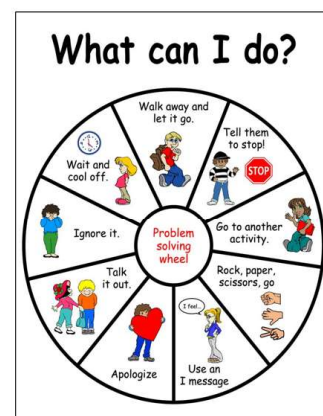 What can I do?
Walk away and
let it go.
Tell them
to stop!
STOP
Go to another
activity.
Rock, paper,
scissors, go
I feel...
Use an
I message
Apologize
Talk
it out.
Ignore it.
Wait and
cool off.
Problem
solving
wheel